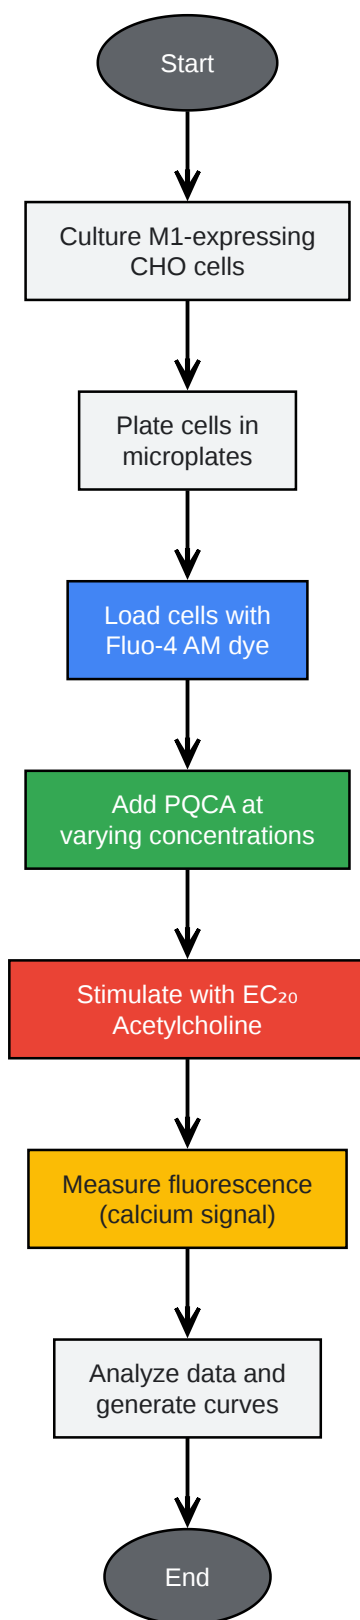 Start
Culture M1-expressing
CHO cells
Plate cells in
microplates
Load cells with
Fluo-4 AM dye
Add PQCA at
varying concentrations
Stimulate with EC₂₀
Acetylcholine
Measure fluorescence
(calcium signal)
Analyze data and
generate curves
End